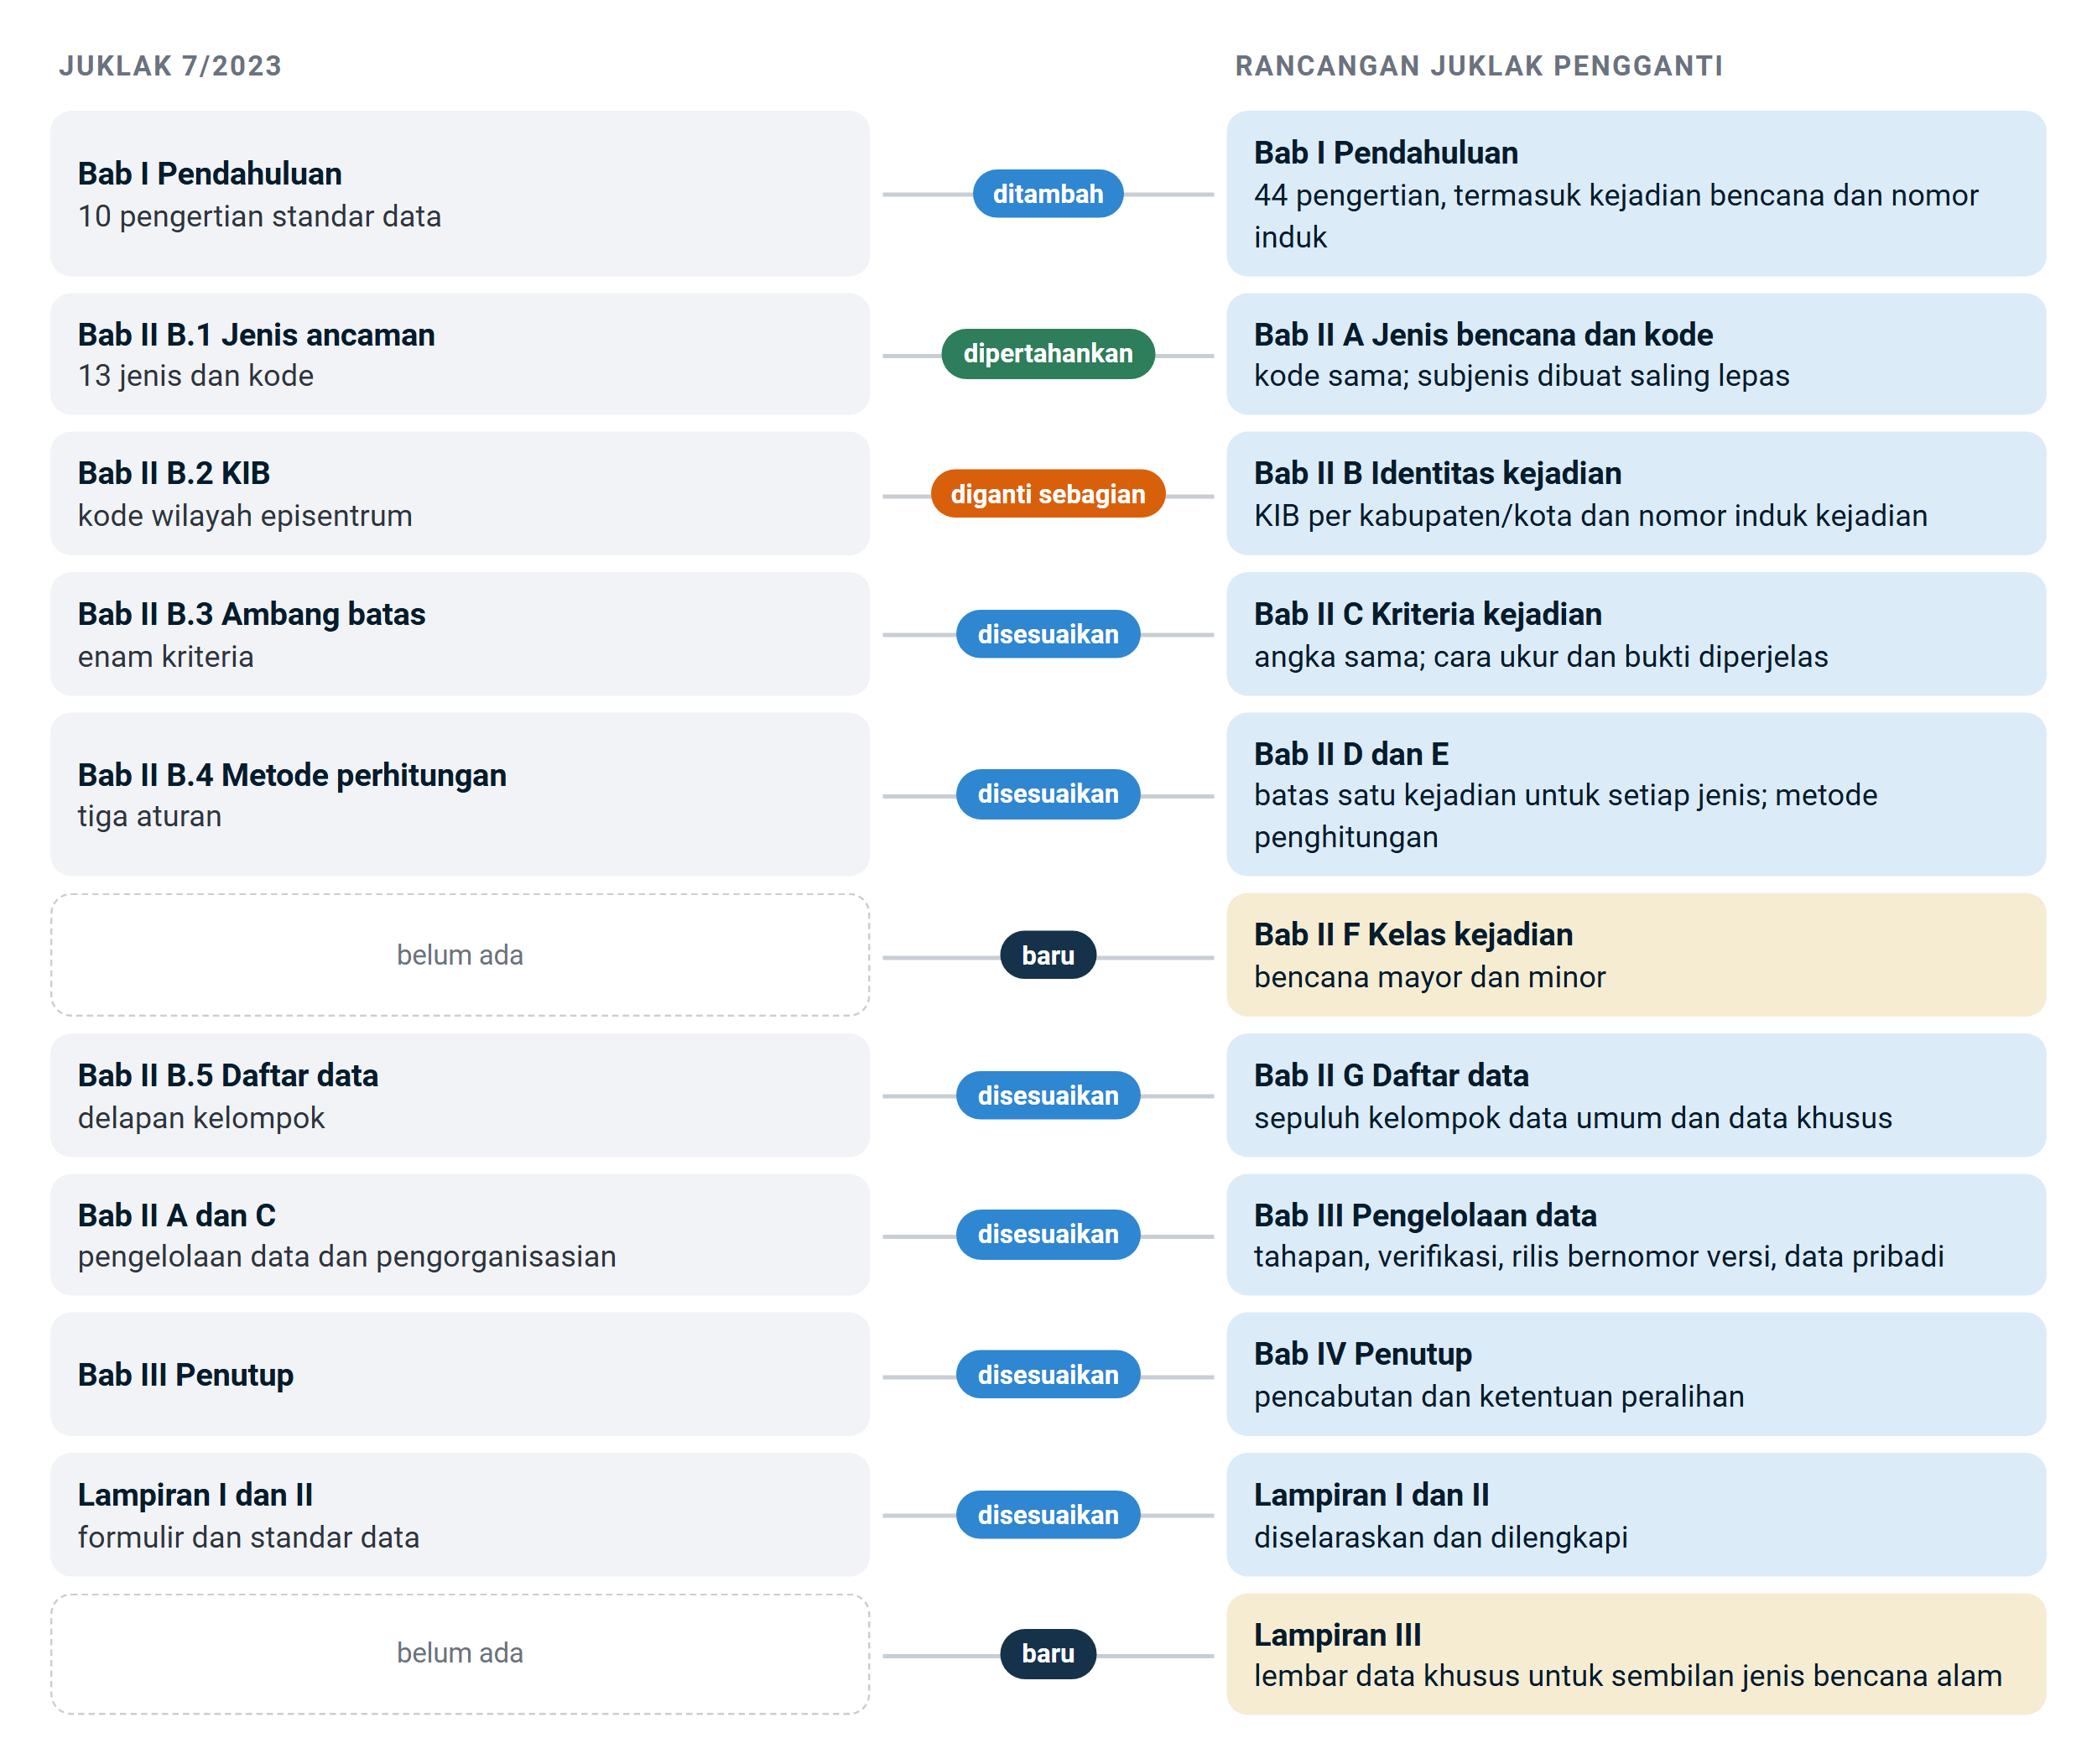 JUKLAK 7/2023
RANCANGAN JUKLAK PENGGANTI
Bab I Pendahuluan
10 pengertian standar data
ditambah
Bab I Pendahuluan
44 pengertian, termasuk kejadian bencana dan nomor
induk
Bab II B.1 Jenis ancaman
13 jenis dan kode
dipertahankan
Bab II A Jenis bencana dan kode
kode sama; subjenis dibuat saling lepas
Bab II B.2 KIB
kode wilayah episentrum
diganti sebagian
Bab II B Identitas kejadian
KIB per kabupaten/kota dan nomor induk kejadian
Bab II B.3 Ambang batas
enam kriteria
disesuaikan
Bab II C Kriteria kejadian
angka sama; cara ukur dan bukti diperjelas
Bab II B.4 Metode perhitungan
tiga aturan
disesuaikan
Bab II D dan E
batas satu kejadian untuk setiap jenis; metode
penghitungan
belum ada
baru
Bab II F Kelas kejadian
bencana mayor dan minor
Bab II B.5 Daftar data
delapan kelompok
disesuaikan
Bab II G Daftar data
sepuluh kelompok data umum dan data khusus
Bab II A dan C
pengelolaan data dan pengorganisasian
disesuaikan
Bab III Pengelolaan data
tahapan, verifikasi, rilis bernomor versi, data pribadi
Bab III Penutup
disesuaikan
Bab IV Penutup
pencabutan dan ketentuan peralihan
Lampiran I dan II
formulir dan standar data
disesuaikan
Lampiran I dan II
diselaraskan dan dilengkapi
belum ada
baru
Lampiran III
lembar data khusus untuk sembilan jenis bencana alam